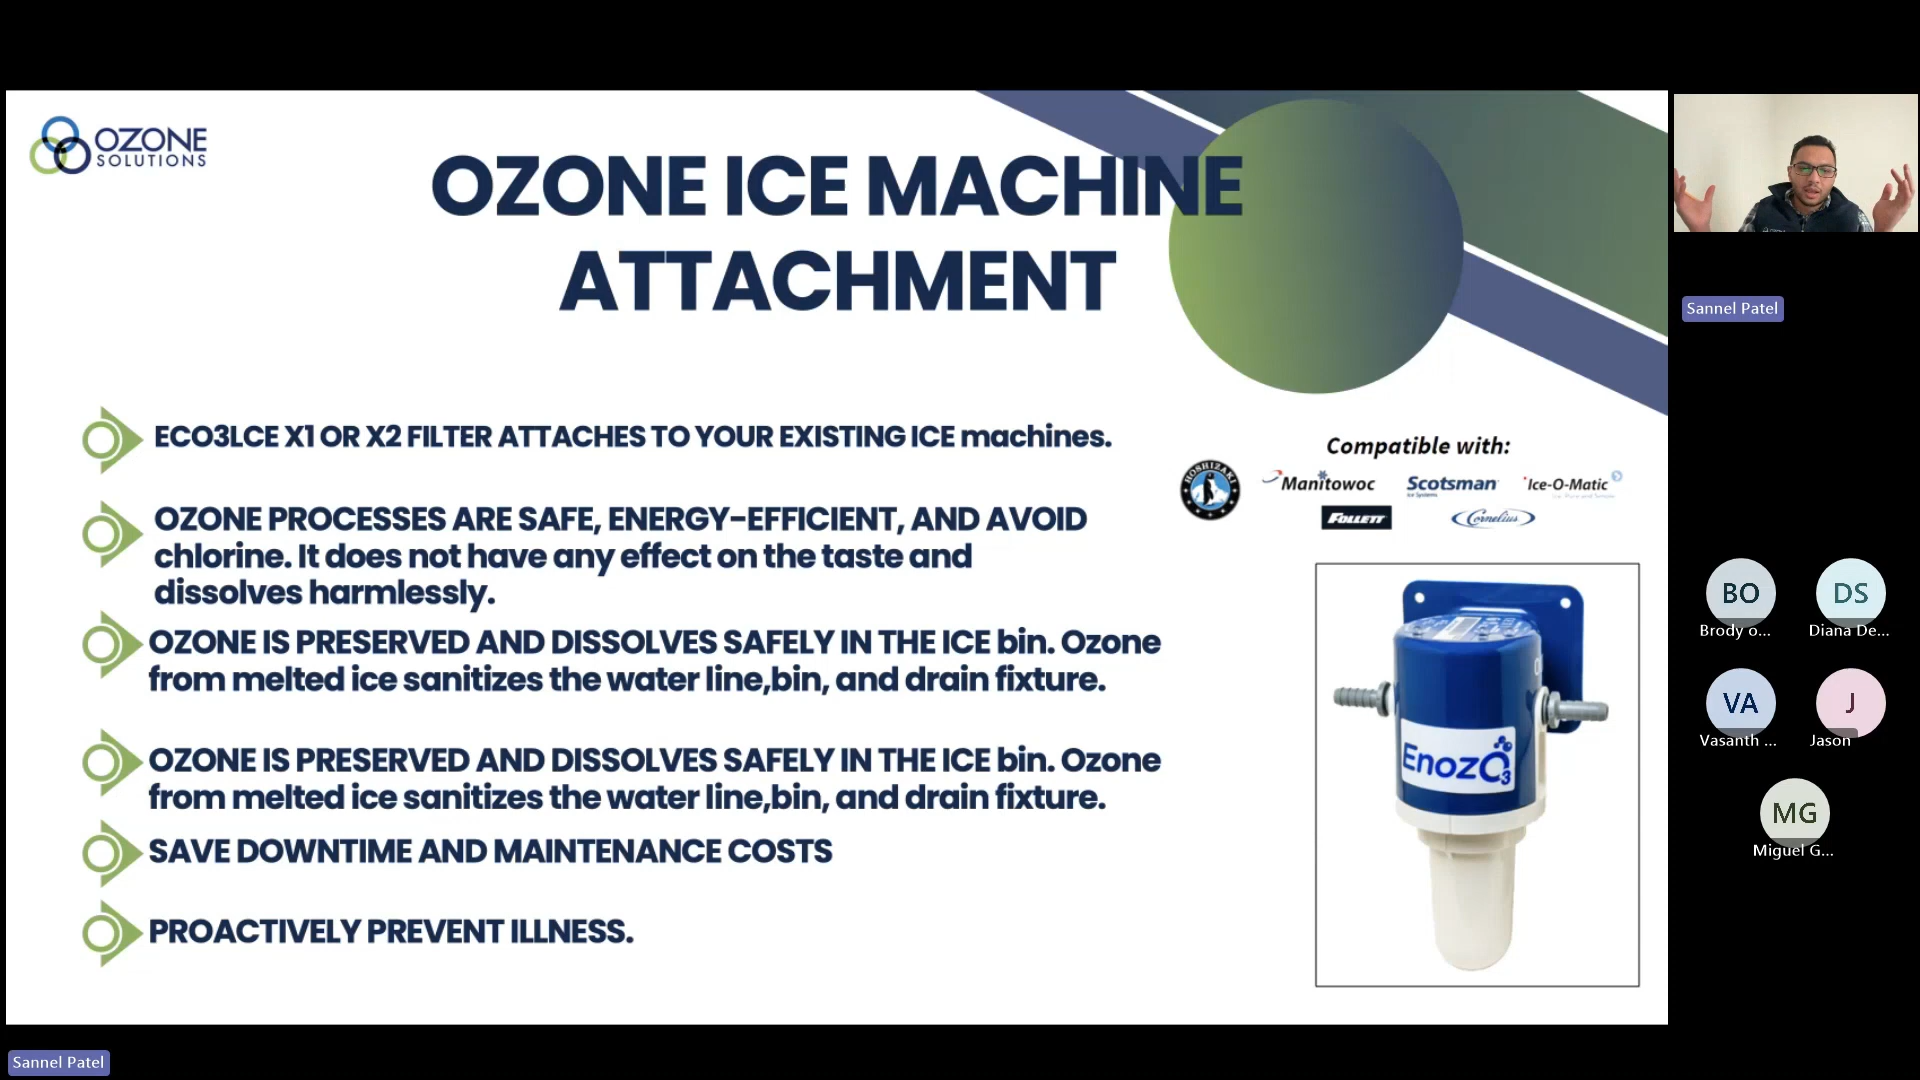 OZONE
SOLUTIONS
OZONE ICE MACHINE
ATTACHMENT
ECO3LCE X1 OR X2 FILTER ATTACHES TO YOUR EXISTING ICE machines.
OZONE PROCESSES ARE SAFE, ENERGY-EFFICIENT, AND AVOID
chlorine. It does not have any effect on the taste and
dissolves harmlessly.
OZONE IS PRESERVED AND DISSOLVES SAFELY IN THE ICE bin. Ozone
from melted ice sanitizes the water line,bin, and drain fixture.
OZONE IS PRESERVED AND DISSOLVES SAFELY IN THE ICE bin. Ozone
from melted ice sanitizes the water line,bin, and drain fixture.
SAVE DOWNTIME AND MAINTENANCE COSTS
PROACTIVELY PREVENT ILLNESS.
Compatible with:
HOSHIZAKI
Manitowoc
Scotsman
Ice Systems
Ice-O-Matic
FOLLETT
Cornelius
EnozO3
Sannel Patel
BO
DS
Brody o...
Diana De...
VA
J
Vasanth ...
Jason
MG
Miguel G...
Sannel Patel